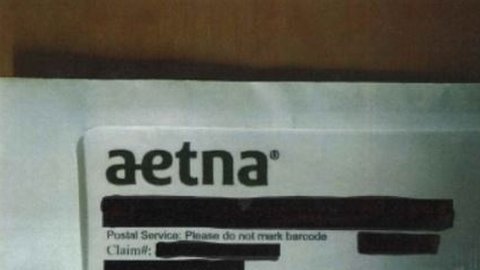 aetna®
Postal Service: Please do not mark barcode
Claim#: